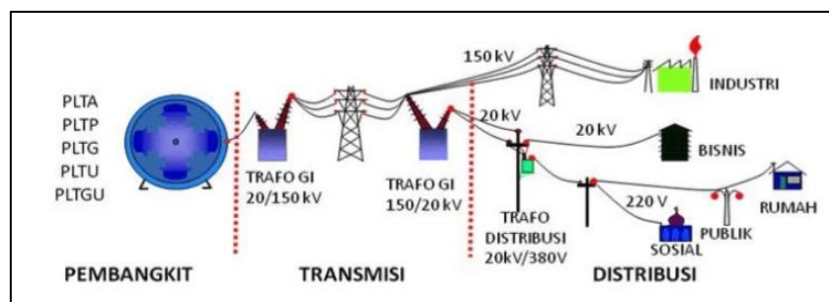 PLTA
PLTP
PLTG
PLTU
PLTGU
TRAFO GI
20/150 kV
TRAFO GI
150/20 kV
150 kV
INDUSTRI
20 kV
20 kV
BISNIS
TRAFO
DISTRIBUSI
20kV/380V
220 V
RUMAH
PUBLIK
SOSIAL
PEMBANGKIT
TRANSMISI
DISTRIBUSI